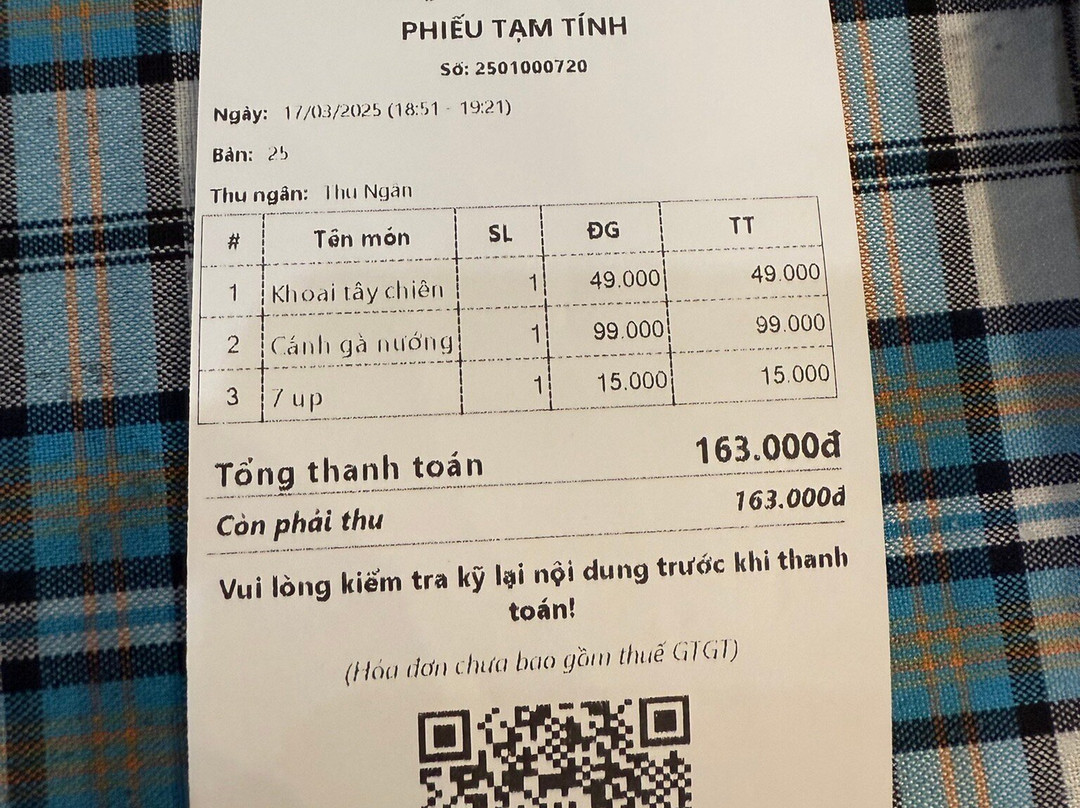 PHIẾU TẠM TÍNH
Số: 2501000720
Ngày: 17/03/2025 (18:51 - 19:21)
Bàn: 25
Thu ngân: Thu Ngân
# Tên món SL ĐG TT
1 Khoai tây chiên 1 49.000 49.000
2 Cánh gà nướng 1 99.000 99.000
3 7 up 1 15.000 15.000
Tổng thanh toán 163.000đ
Còn phải thu 163.000đ
Vui lòng kiểm tra kỹ lại nội dung trước khi thanh
toán!
(Hóa đơn chưa bao gồm thuế GTGT)